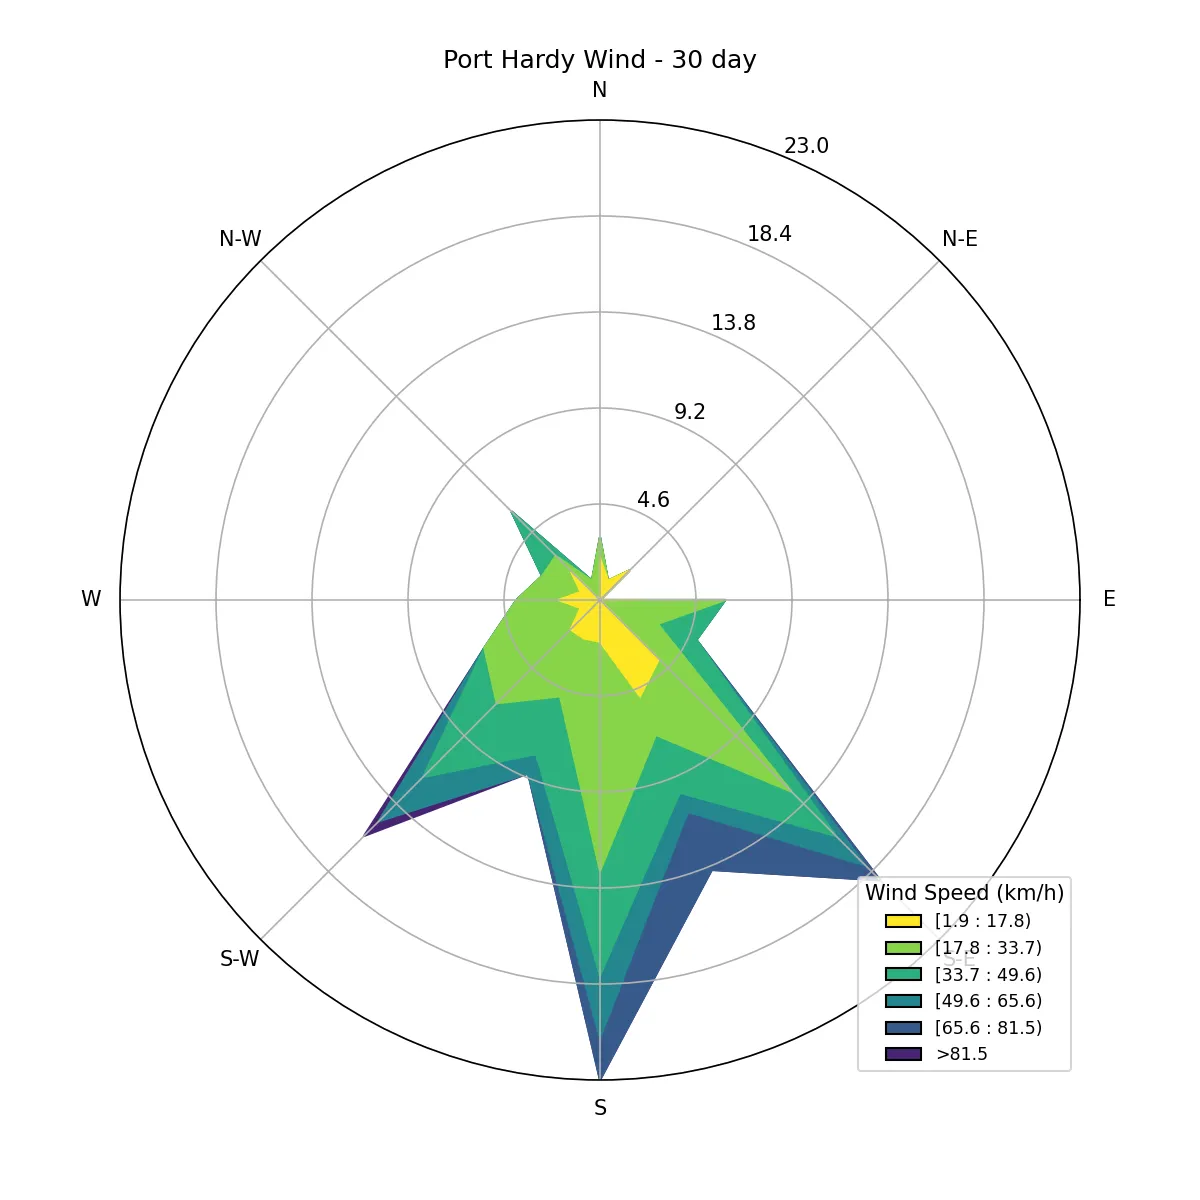 Port Hardy Wind - 30 day
N
23.0
N-W
18.4
N-E
13.8
9.2
4.6
W
E
S-W
S-E
S
Wind Speed (km/h)
[1.9 : 17.8)
[17.8 : 33.7)
[33.7 : 49.6)
[49.6 : 65.6)
[65.6 : 81.5)
>81.5